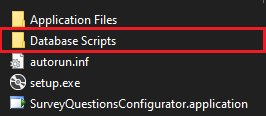 Application Files
Database Scripts
autorun.inf
setup.exe
SurveyQuestionsConfigurator.application